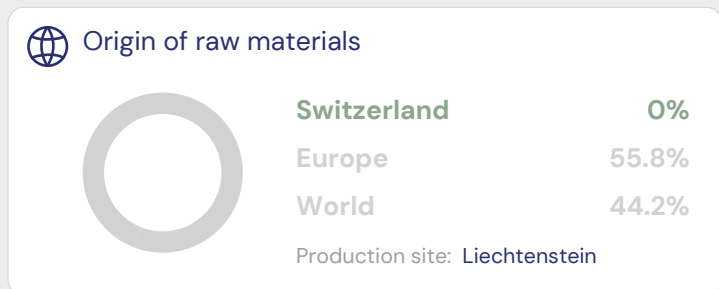 Origin of raw materials
Switzerland 0%
Europe 55.8%
World 44.2%
Production site: Liechtenstein